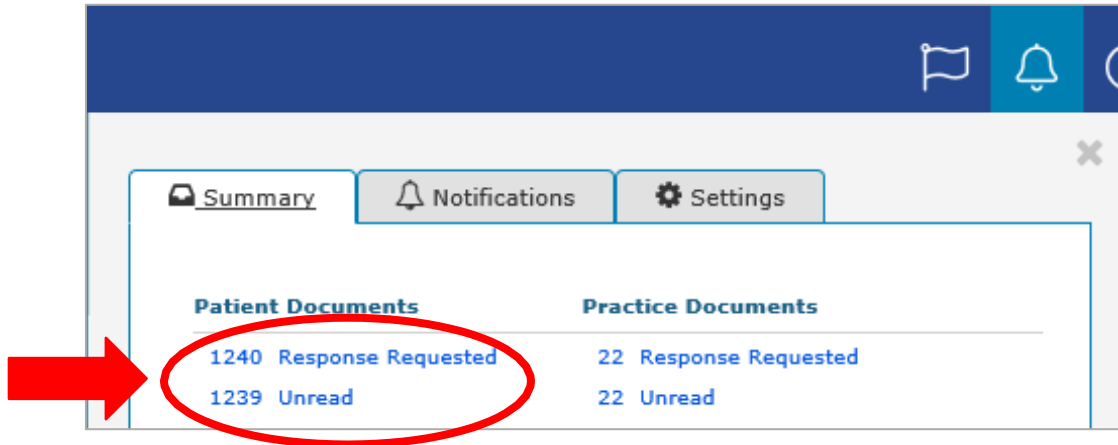 Summary Notifications Settings
Patient Documents Practice Documents
1240 Response Requested 22 Response Requested
1239 Unread 22 Unread